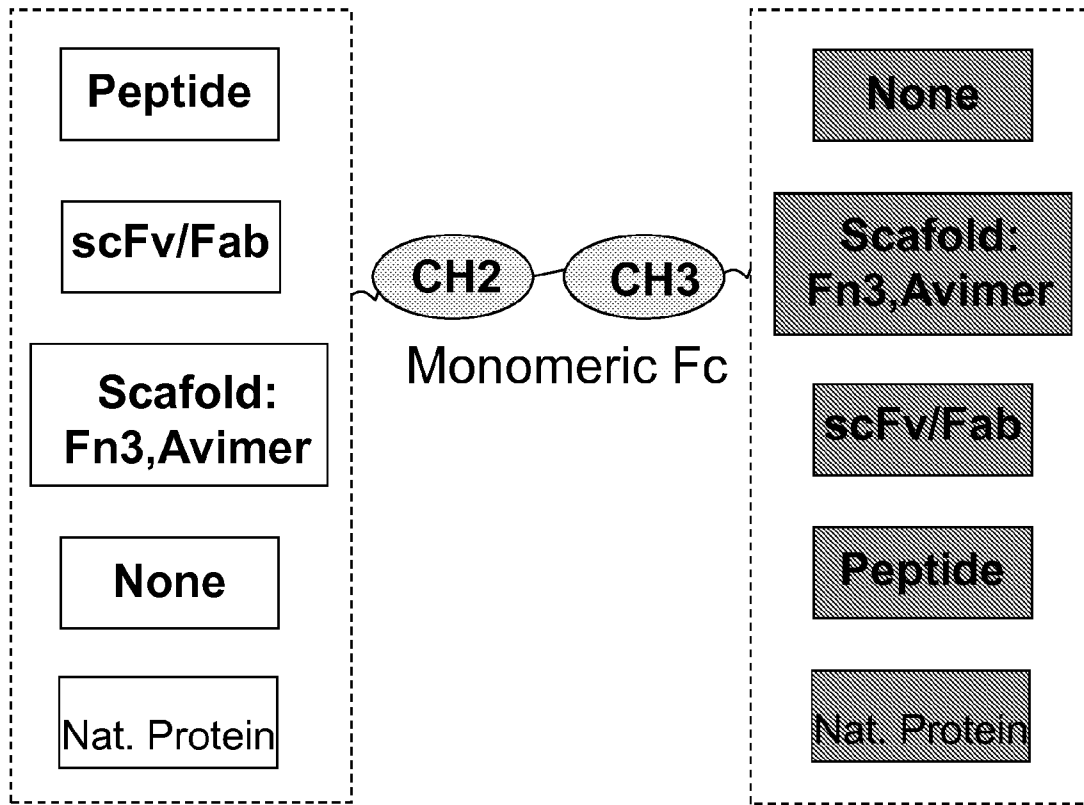 Peptide
scFv/Fab
Scafold:
Fn3,Avimer
None
Nat. Protein
CH2
CH3
Monomeric Fc
None
Scafold:
Fn3,Avimer
scFv/Fab
Peptide
Nat. Protein